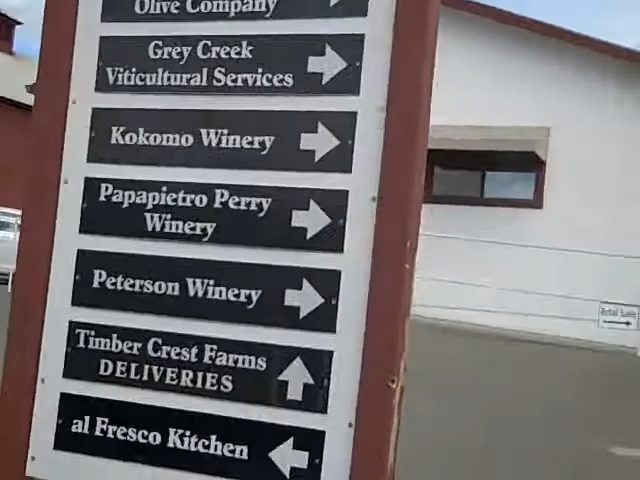 Olive Company
Grey Creek
Viticultural Services
Kokomo Winery
Papapietro Perry
Winery
Peterson Winery
Timber Crest Farms
DELIVERIES
al Fresco Kitchen